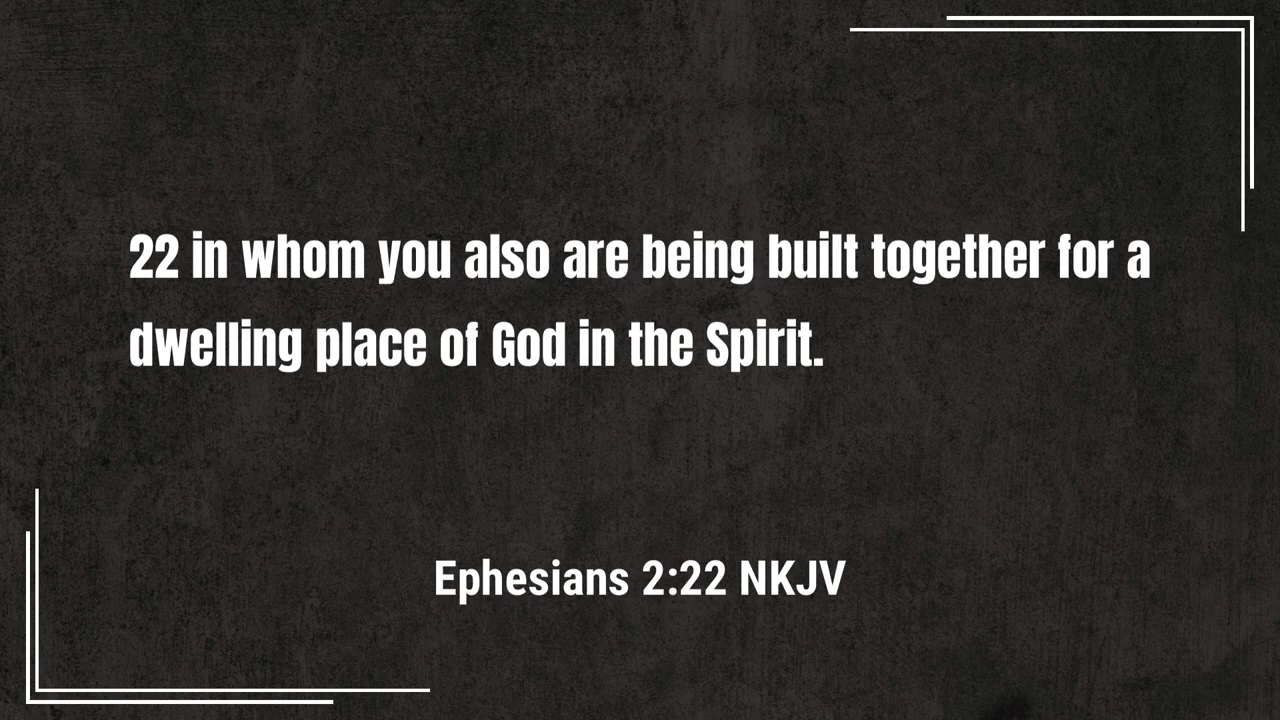 22 in whom you also are being built together for a
dwelling place of God in the Spirit.
Ephesians 2:22 NKJV